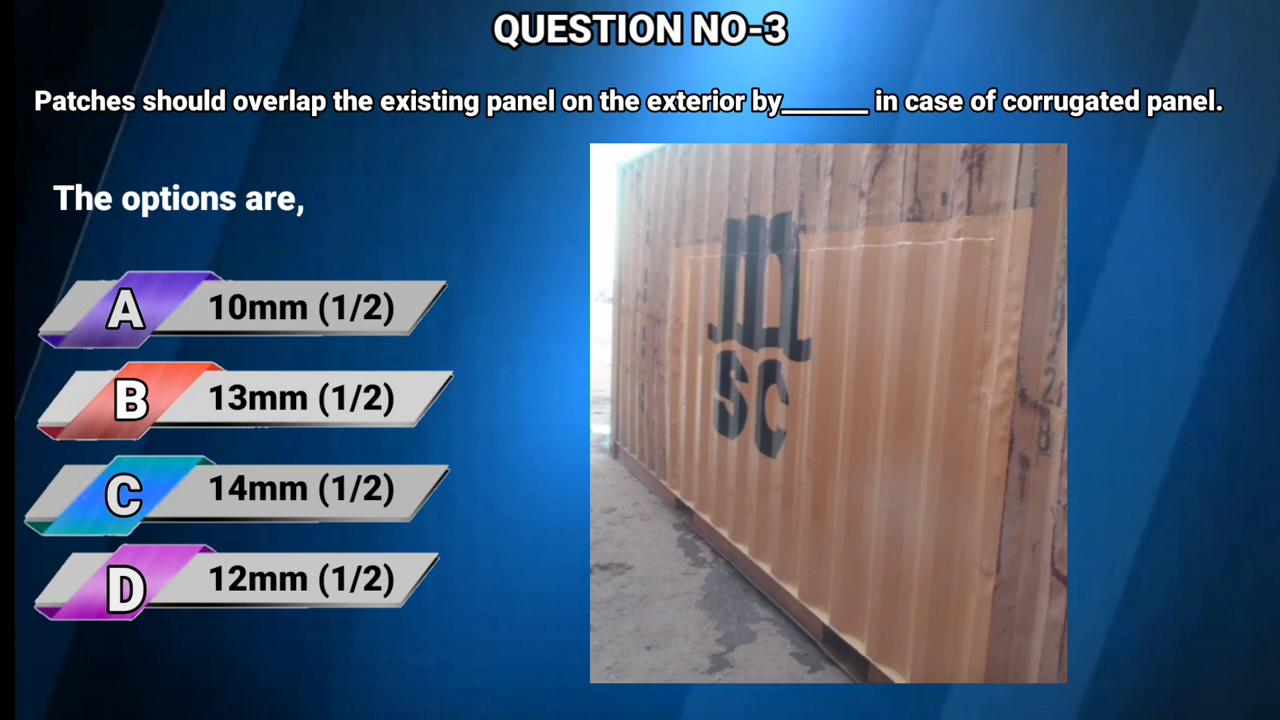 QUESTION NO-3
Patches should overlap the existing panel on the exterior by______ in case of corrugated panel.
The options are,
A 10mm (1/2)
B 13mm (1/2)
C 14mm (1/2)
D 12mm (1/2)
m
SC